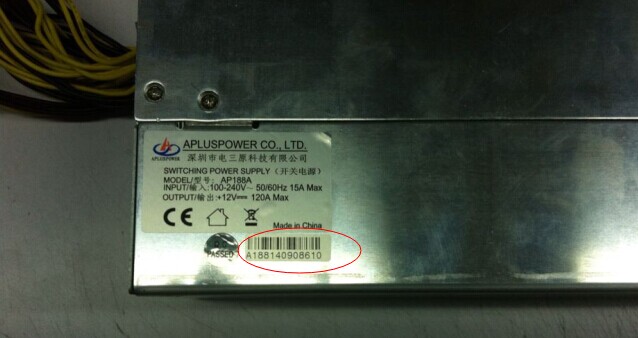 APLUSPOWER CO., LTD.
深圳市电三原科技有限公司
APLUSPOWER
SWITCHING POWER SUPPLY (开关电源)
MODEL/型号: AP188A
INPUT/输入:100-240V~ 50/60Hz 15A Max
OUTPUT/输出:+12V⎓ 120A Max
CE
Made in China
PASSED
A188140908610